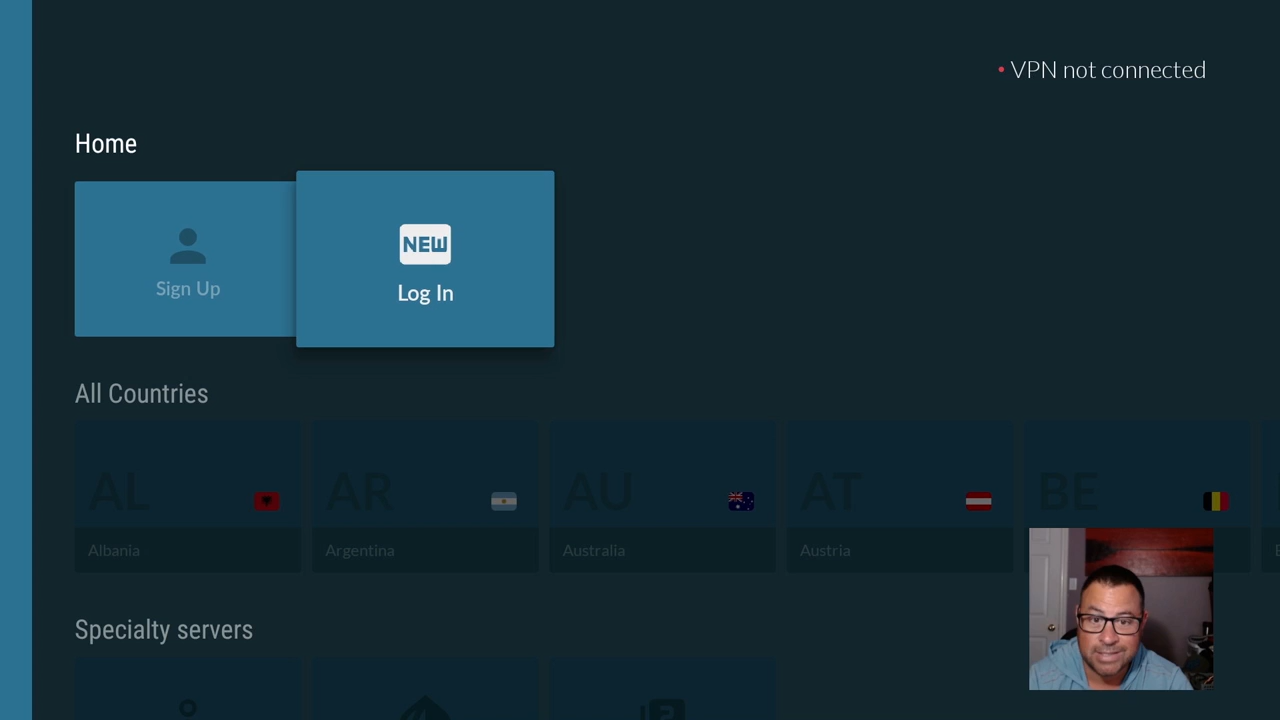 VPN not connected
Home
Sign Up
NEW
Log In
All Countries
AL
AR
AU
AT
BE
Albania
Argentina
Australia
Austria
Specialty servers